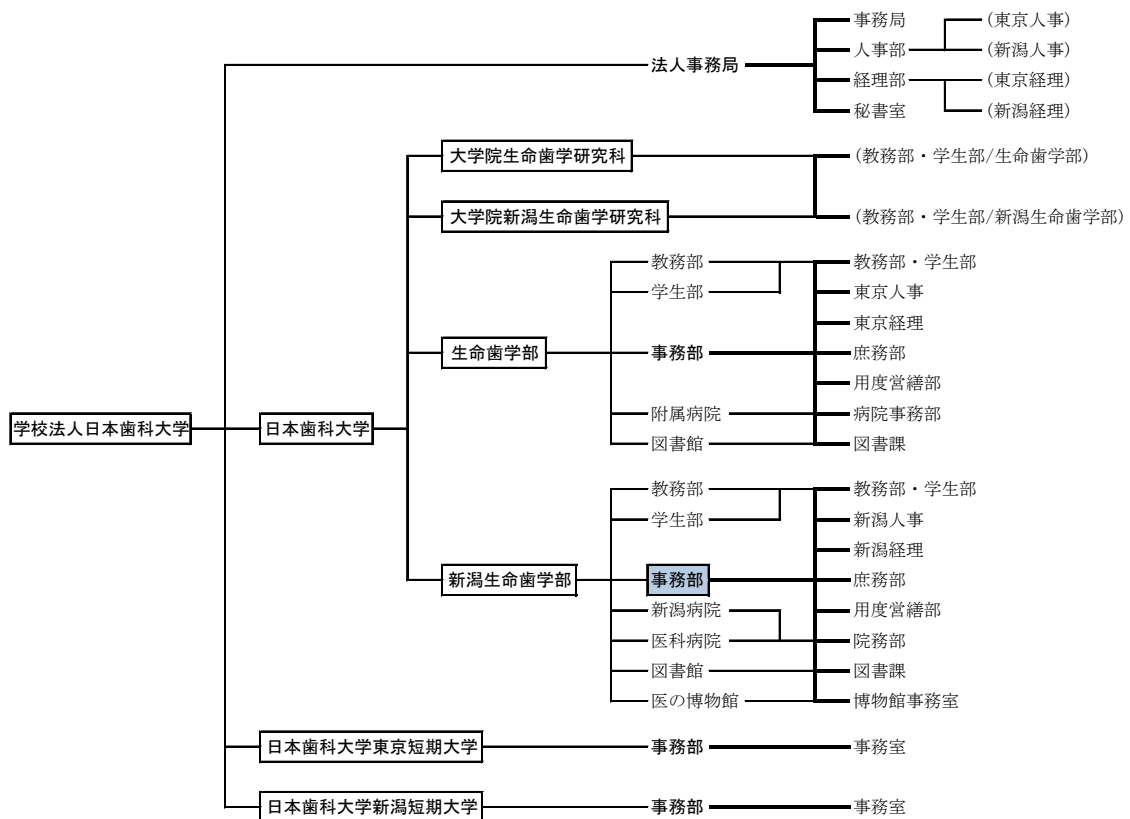 事務局 (東京人事)
人事部 (新潟人事)
法人事務局
経理部 (東京経理)
秘書室 (新潟経理)
大学院生命歯学研究科 (教務部・学生部/生命歯学部)
大学院新潟生命歯学研究科 (教務部・学生部/新潟生命歯学部)
教務部 教務部・学生部
学生部 東京人事
東京経理
生命歯学部 事務部 庶務部
用度営繕部
附属病院 病院事務部
学校法人日本歯科大学 日本歯科大学
図書館 図書課
教務部 教務部・学生部
学生部 新潟人事
新潟経理
新潟生命歯学部 事務部 庶務部
新潟病院 用度営繕部
医科病院 院務部
図書館 図書課
医の博物館 博物館事務室
日本歯科大学東京短期大学 事務部 事務室
日本歯科大学新潟短期大学 事務部 事務室